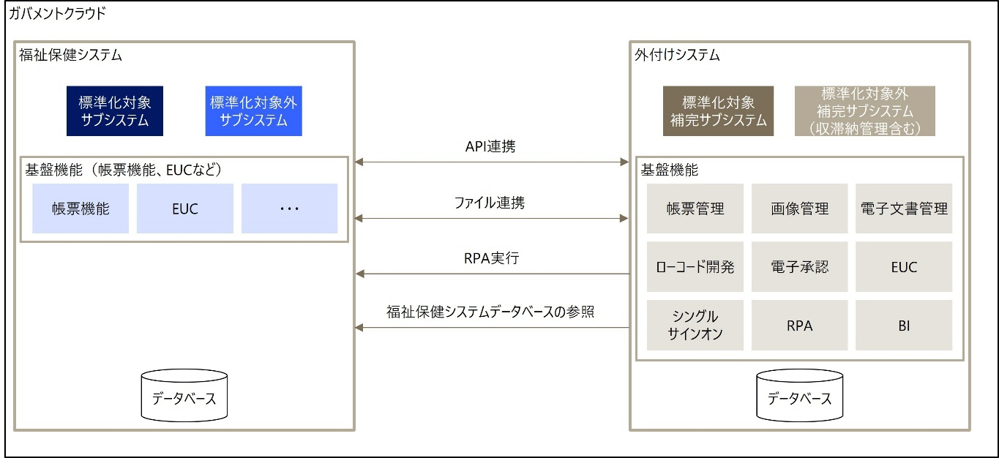 ガバメントクラウド
福祉保健システム
標準化対象
サブシステム
標準化対象外
サブシステム
基盤機能（帳票機能、EUCなど）
帳票機能
EUC
･･･
データベース
API連携
ファイル連携
RPA実行
福祉保健システムデータベースの参照
外付けシステム
標準化対象
補完サブシステム
標準化対象外
補完サブシステム
（収滞納管理含む）
基盤機能
帳票管理
画像管理
電子文書管理
ローコード開発
電子承認
EUC
シングル
サインオン
RPA
BI
データベース